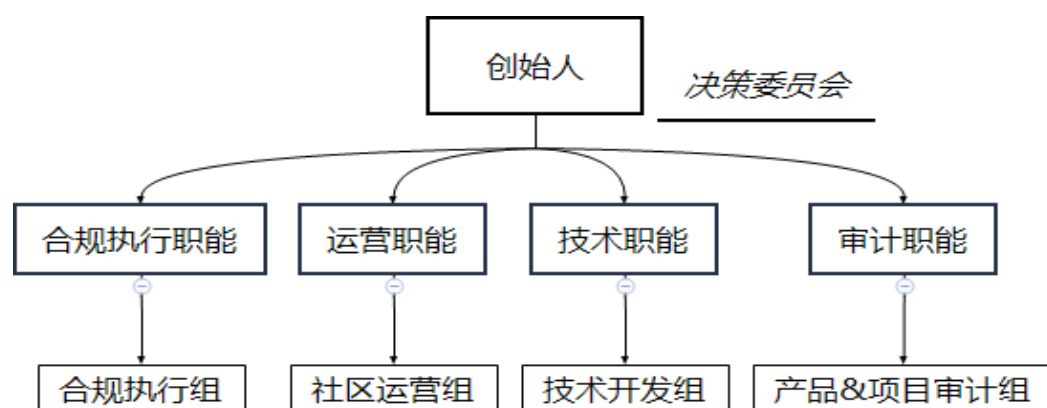 创始人
决策委员会
合规执行职能
运营职能
技术职能
审计职能
合规执行组
社区运营组
技术开发组
产品&项目审计组